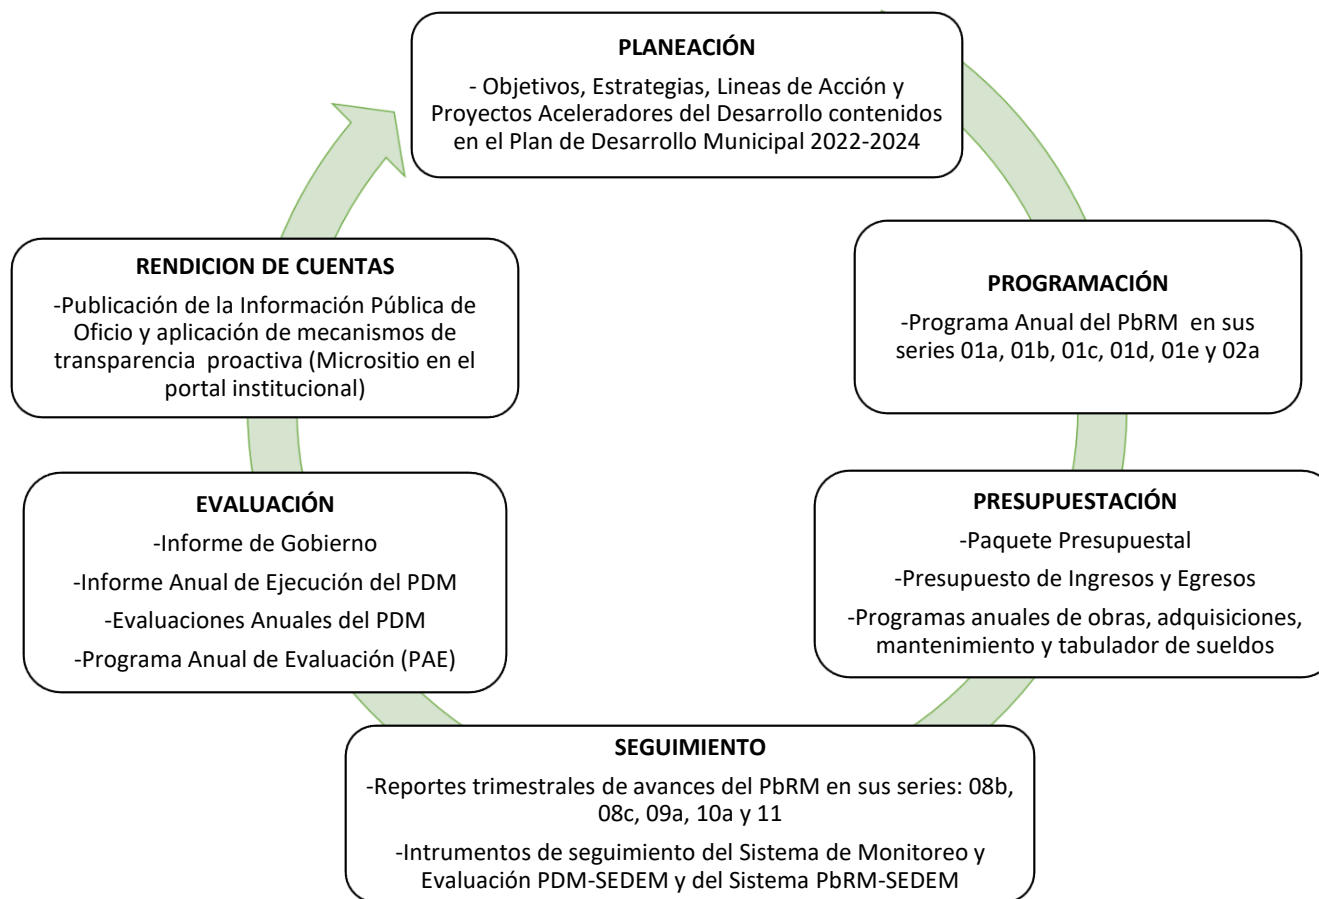 PLANEACIÓN
- Objetivos, Estrategias, Lineas de Acción y
Proyectos Aceleradores del Desarrollo contenidos
en el Plan de Desarrollo Municipal 2022-2024
PROGRAMACIÓN
-Programa Anual del PbRM en sus
series 01a, 01b, 01c, 01d, 01e y 02a
PRESUPUESTACIÓN
-Paquete Presupuestal
-Presupuesto de Ingresos y Egresos
-Programas anuales de obras, adquisiciones,
mantenimiento y tabulador de sueldos
SEGUIMIENTO
-Reportes trimestrales de avances del PbRM en sus series: 08b,
08c, 09a, 10a y 11
-Intrumentos de seguimiento del Sistema de Monitoreo y
Evaluación PDM-SEDEM y del Sistema PbRM-SEDEM
EVALUACIÓN
-Informe de Gobierno
-Informe Anual de Ejecución del PDM
-Evaluaciones Anuales del PDM
-Programa Anual de Evaluación (PAE)
RENDICION DE CUENTAS
-Publicación de la Información Pública de
Oficio y aplicación de mecanismos de
transparencia proactiva (Micrositio en el
portal institucional)